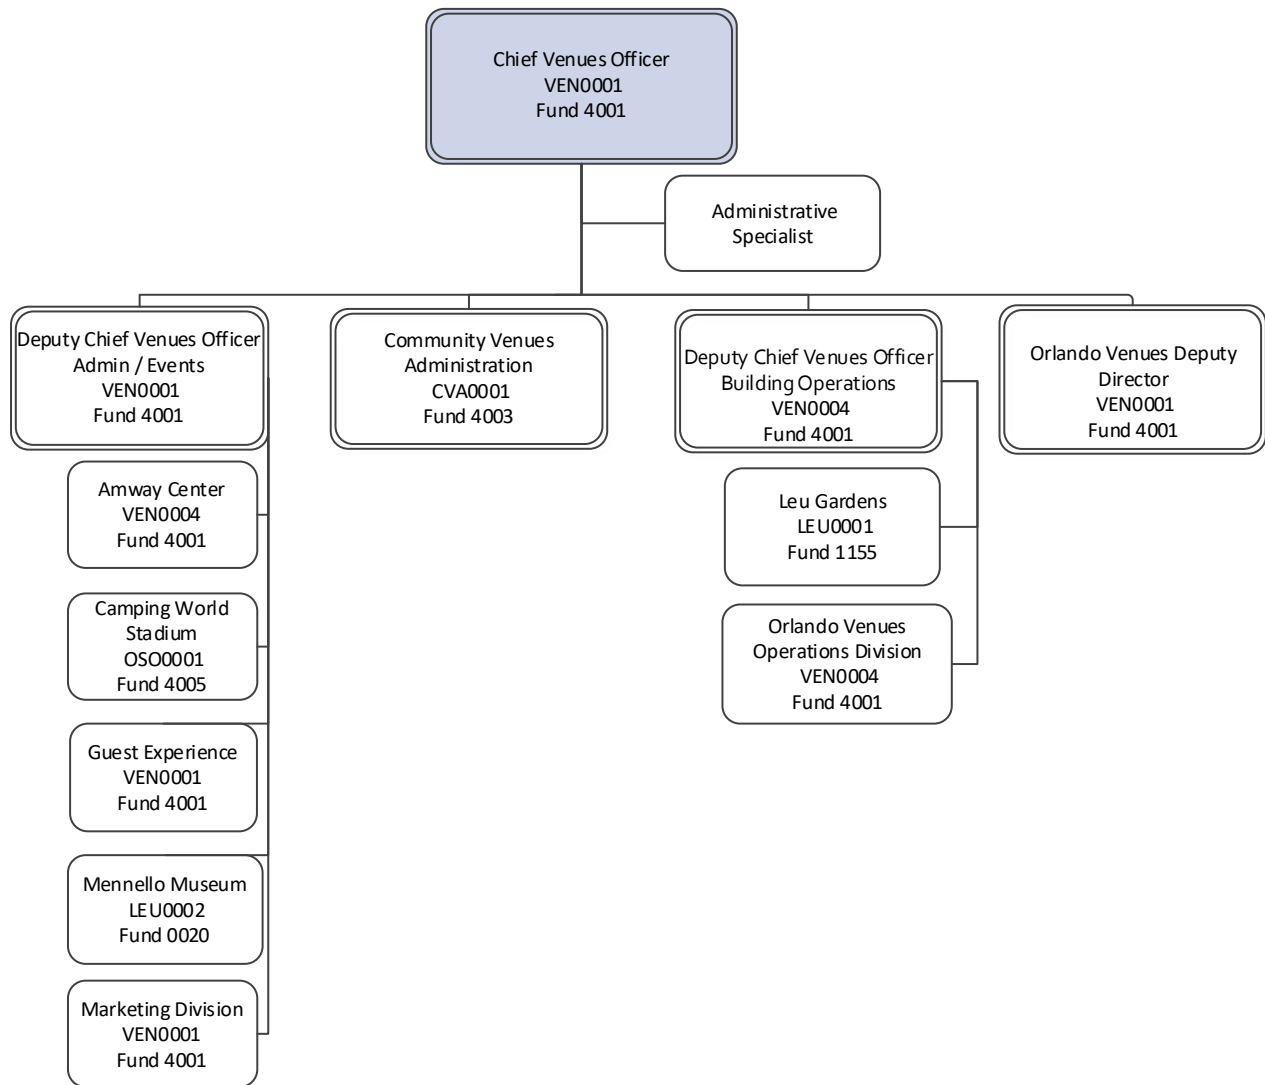 Chief Venues Officer
VEN0001
Fund 4001
Administrative
Specialist
Deputy Chief Venues Officer
Admin / Events
VEN0001
Fund 4001
Community Venues
Administration
CVA0001
Fund 4003
Deputy Chief Venues Officer
Building Operations
VEN0004
Fund 4001
Orlando Venues Deputy
Director
VEN0001
Fund 4001
Amway Center
VEN0004
Fund 4001
Camping World
Stadium
OSO0001
Fund 4005
Guest Experience
VEN0001
Fund 4001
Mennello Museum
LEU0002
Fund 0020
Marketing Division
VEN0001
Fund 4001
Leu Gardens
LEU0001
Fund 1155
Orlando Venues
Operations Division
VEN0004
Fund 4001